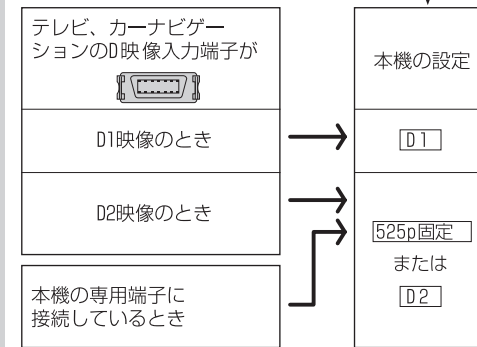 テレビ、カーナビゲー
ションのD映像入力端子が
D1映像のとき
D2映像のとき
本機の専用端子に
接続しているとき
本機の設定
D1
525p固定
または
D2